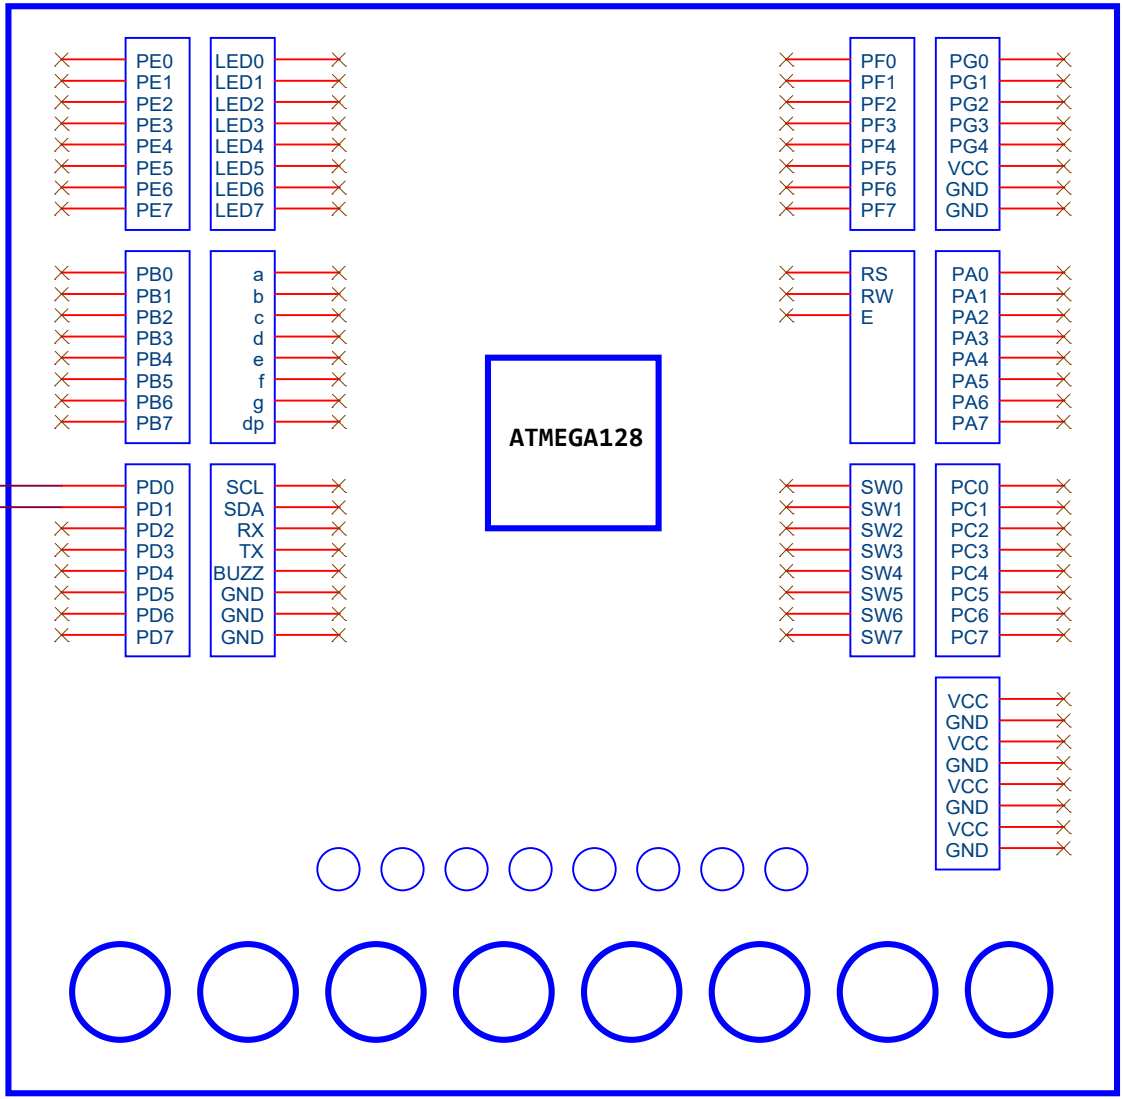 PE0
PE1
PE2
PE3
PE4
PE5
PE6
PE7
LED0
LED1
LED2
LED3
LED4
LED5
LED6
LED7
PF0
PF1
PF2
PF3
PF4
PF5
PF6
PF7
PG0
PG1
PG2
PG3
PG4
VCC
GND
GND
PB0
PB1
PB2
PB3
PB4
PB5
PB6
PB7
a
b
c
d
e
f
g
dp
ATMEGA128
RS
RW
E
PA0
PA1
PA2
PA3
PA4
PA5
PA6
PA7
PD0
PD1
PD2
PD3
PD4
PD5
PD6
PD7
SCL
SDA
RX
TX
BUZZ
GND
GND
GND
SW0
SW1
SW2
SW3
SW4
SW5
SW6
SW7
PC0
PC1
PC2
PC3
PC4
PC5
PC6
PC7
VCC
GND
VCC
GND
VCC
GND
VCC
GND